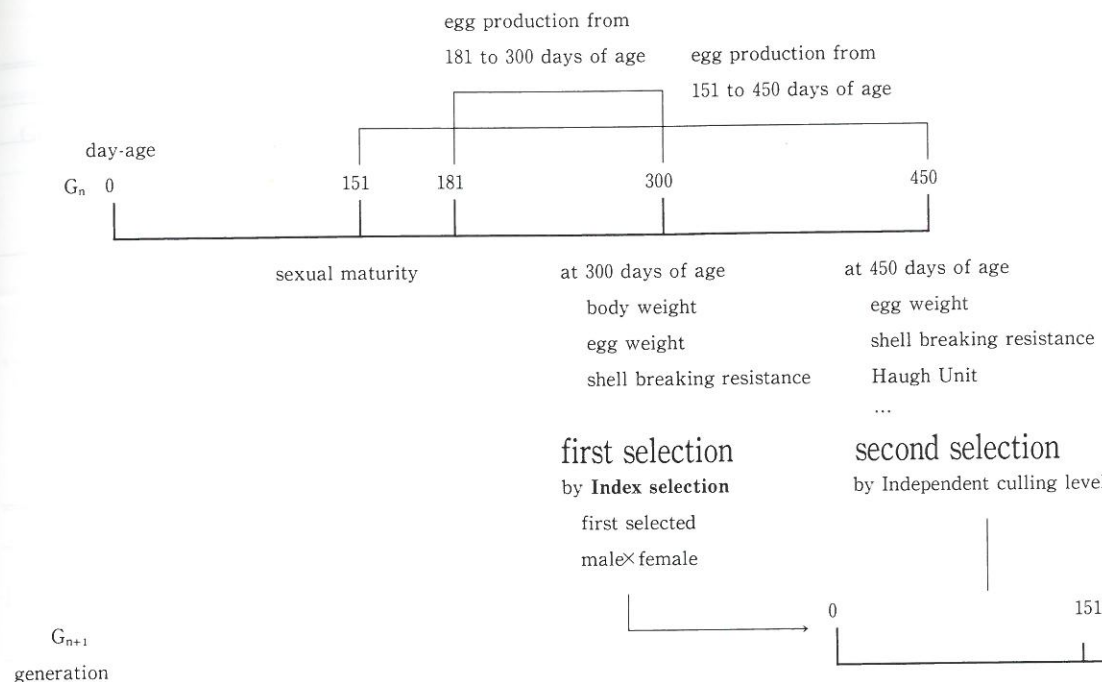 egg production from
181 to 300 days of age
egg production from
151 to 450 days of age
day-age
Gn 0 151 181 300 450
sexual maturity
at 300 days of age
body weight
egg weight
shell breaking resistance
at 450 days of age
egg weight
shell breaking resistance
Haugh Unit
...
first selection
by Index selection
first selected
male×female
second selection
by Independent culling level
0 151
Gn+1
generation